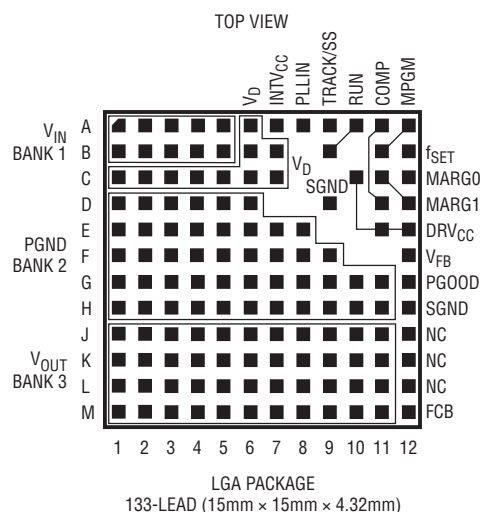 TOP VIEW
VD
INTVCC
PLLIN
TRACK/SS
RUN
COMP
MPGM
VIN
BANK 1
A
B
C
D
E
F
G
H
J
K
L
M
VD
SGND
fSET
MARG0
MARG1
DRVCC
VFB
PGOOD
SGND
NC
NC
NC
FCB
PGND
BANK 2
VOUT
BANK 3
1 2 3 4 5 6 7 8 9 10 11 12
LGA PACKAGE
133-LEAD (15mm × 15mm × 4.32mm)